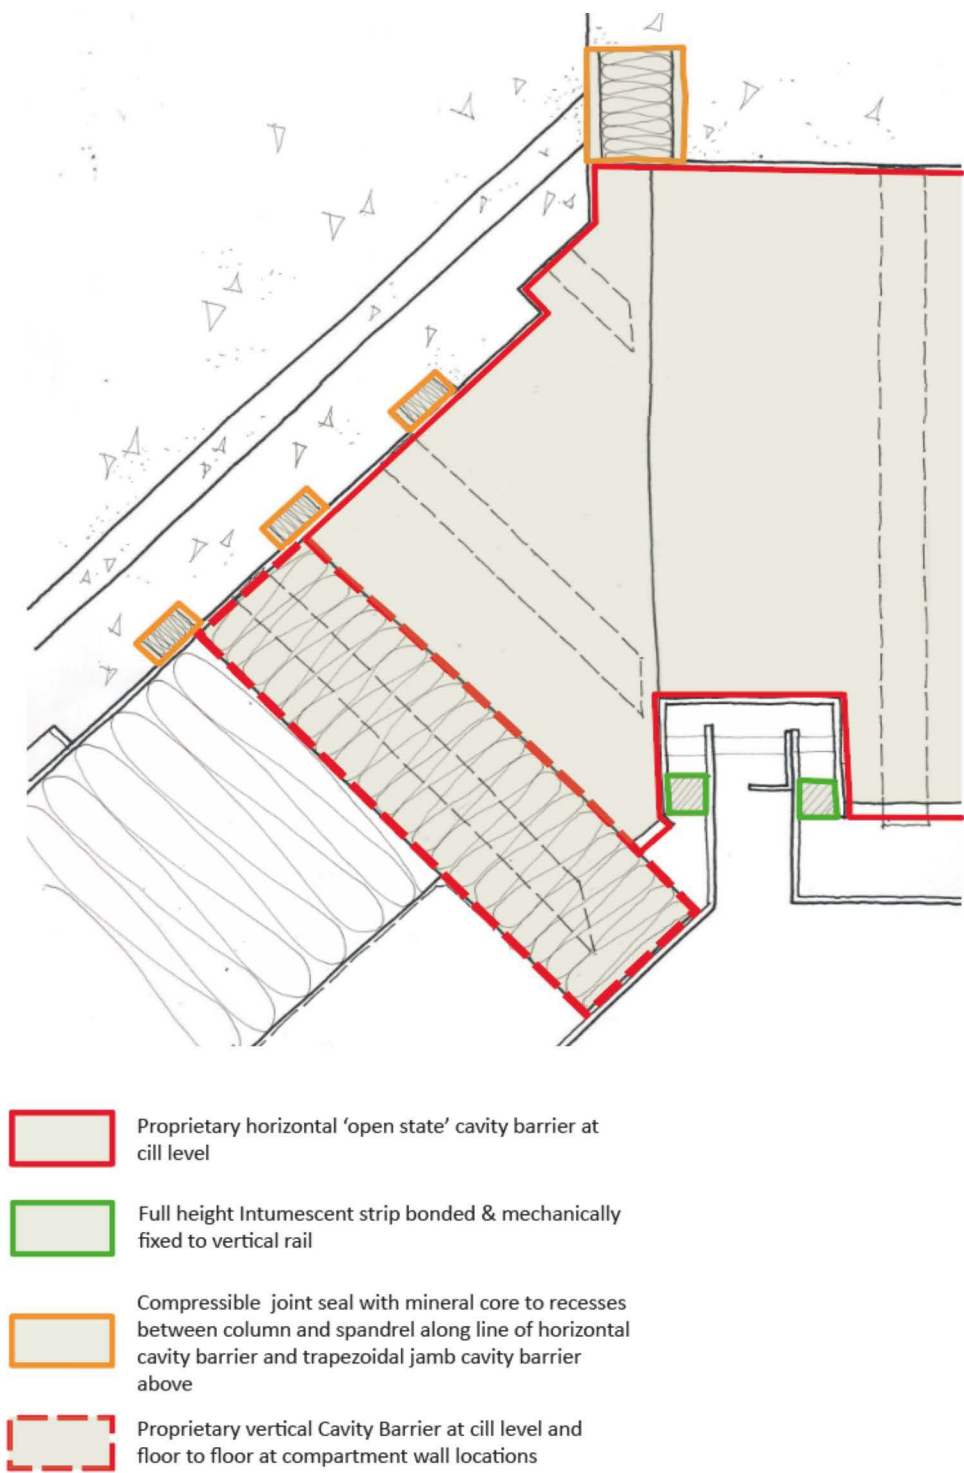 Proprietary horizontal ‘open state’ cavity barrier at
cill level
Full height Intumescent strip bonded & mechanically
fixed to vertical rail
Compressible joint seal with mineral core to recesses
between column and spandrel along line of horizontal
cavity barrier and trapezoidal jamb cavity barrier
above
Proprietary vertical Cavity Barrier at cill level and
floor to floor at compartment wall locations